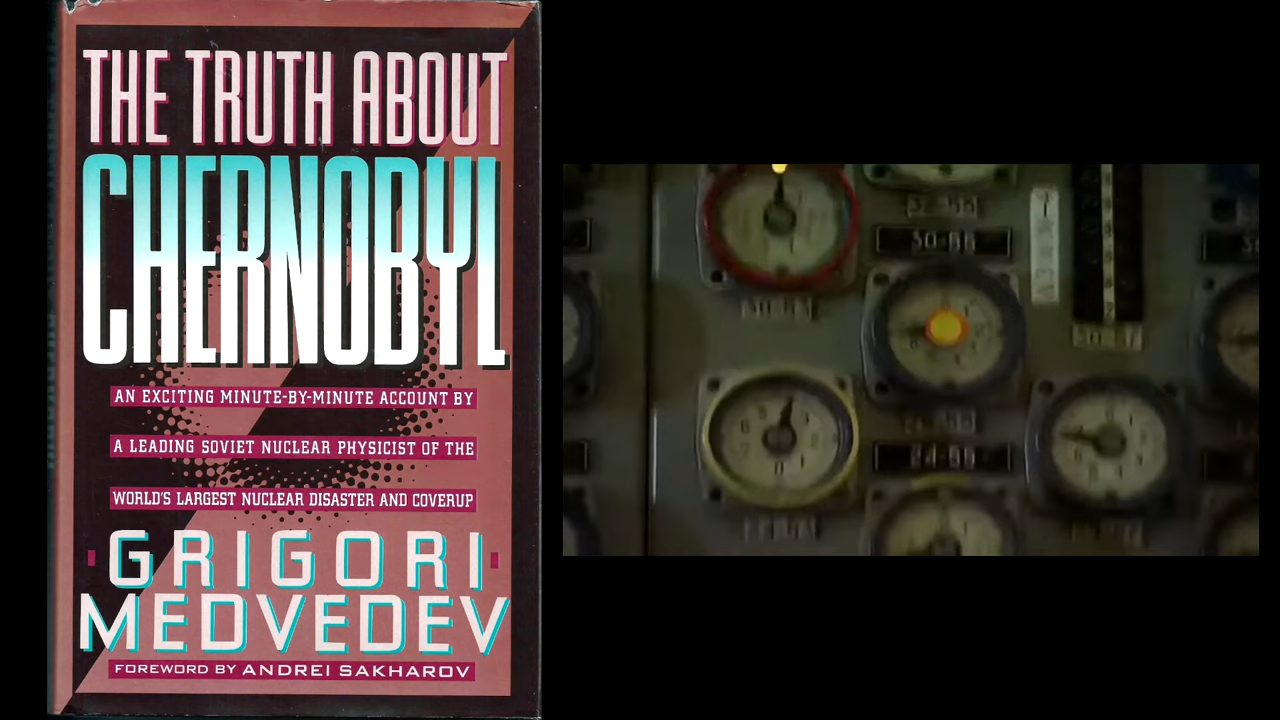 THE TRUTH ABOUT
CHERNOBYL
AN EXCITING MINUTE-BY-MINUTE ACCOUNT BY
A LEADING SOVIET NUCLEAR PHYSICIST OF THE
WORLD'S LARGEST NUCLEAR DISASTER AND COVERUP
GRIGORI
MEDVEDEV
FOREWORD BY ANDREI SAKHAROV